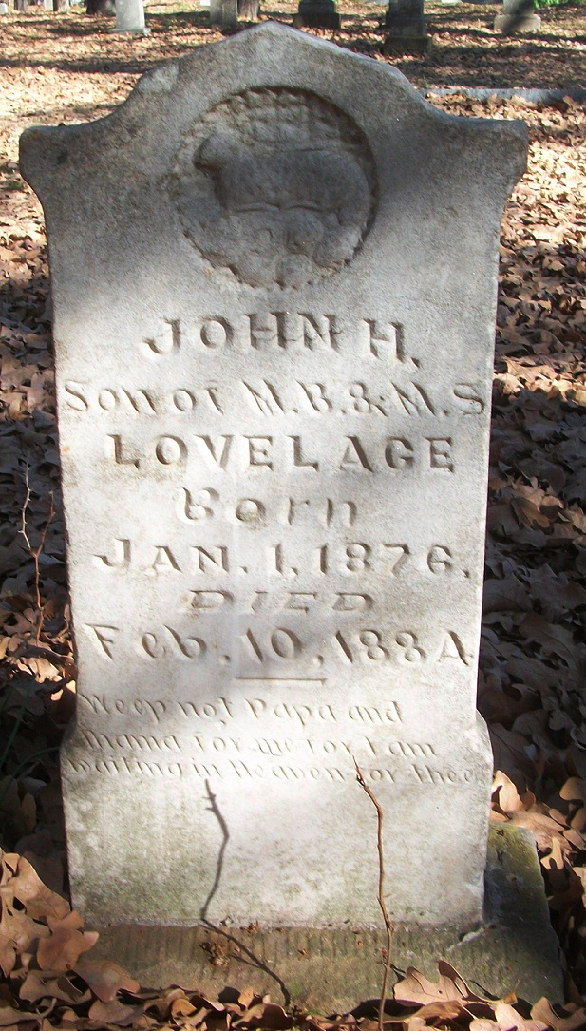 JOHN H.
Son of M. B. & M. S
LOVELAGE
Born
JAN. 1, 1876,
DIED
Feb. 10, 1884
Weep not Papa and
mama for me for I am
waiting in Heaven for thee